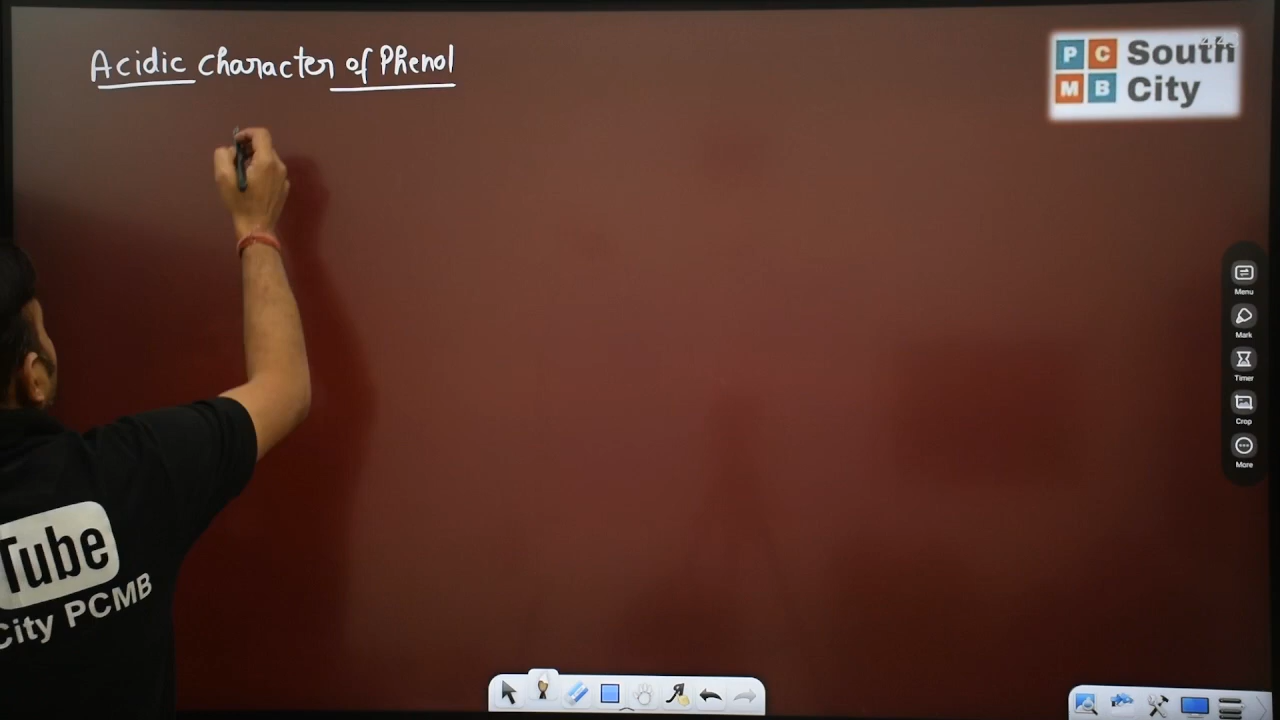 Acidic character of Phenol
P C South
M B City
Menu
Mark
Timer
Crop
More
Tube
City PCMB